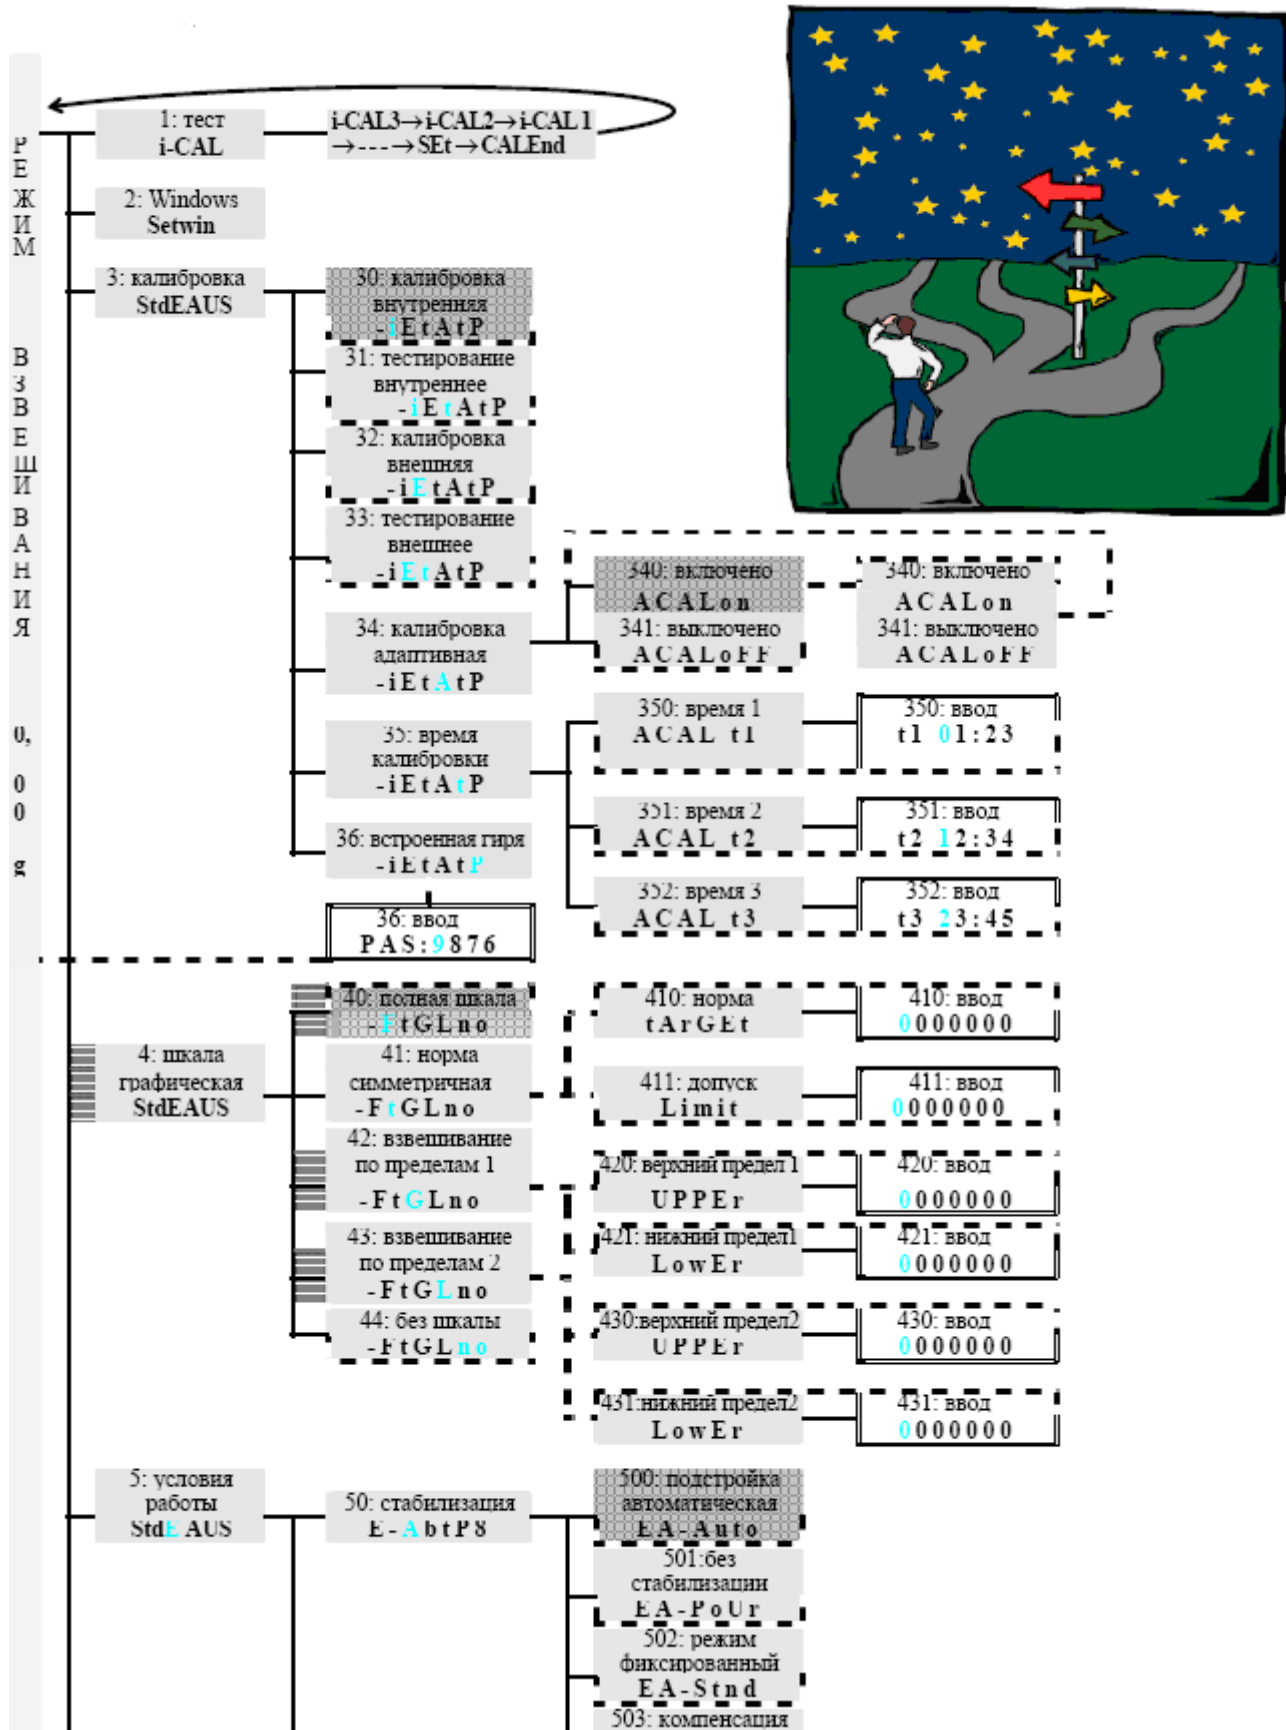 РЕЖИМ ВЗВЕШИВАНИЯ 0,00 g
1: тест
i-CAL
i-CAL3→i-CAL2→i-CAL1
→---→SEt→CALEnd
2: Windows
Setwin
3: калибровка
StdEAUS
30: калибровка
внутренняя
-iEtAtP
31: тестирование
внутреннее
-iEtAtP
32: калибровка
внешняя
-iEtAtP
33: тестирование
внешнее
-iEtAtP
34: калибровка
адаптивная
-iEtAtP
340: включено
ACALon
341: выключено
ACALoFF
340: включено
ACALon
341: выключено
ACALoFF
35: время
калибровки
-iEtAtP
350: время 1
ACAL t1
350: ввод
t1 01:23
351: время 2
ACAL t2
351: ввод
t2 12:34
352: время 3
ACAL t3
352: ввод
t3 23:45
36: встроенная гиря
-iEtAtP
36: ввод
PAS:9876
4: шкала
графическая
StdEAUS
40: полная шкала
-FtGLno
41: норма
симметричная
-FtGLno
410: норма
tArGEt
410: ввод
0000000
411: допуск
Limit
411: ввод
0000000
42: взвешивание
по пределам 1
-FtGLno
420: верхний предел 1
UPPEr
420: ввод
0000000
421: нижний предел1
LowEr
421: ввод
0000000
43: взвешивание
по пределам 2
-FtGLno
430:верхний предел2
UPPEr
430: ввод
0000000
431:нижний предел2
LowEr
431: ввод
0000000
44: без шкалы
-FtGLno
5: условия
работы
StdEAUS
50: стабилизация
E-AbtP8
500: подстройка
автоматическая
EA-Auto
501:без
стабилизации
EA-PoUr
502: режим
фиксированный
EA-Stnd
503: компенсация